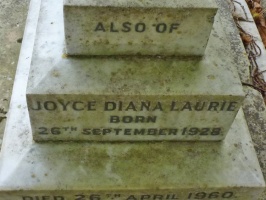 ALSO OF
JOYCE DIANA LAURIE
BORN
26TH SEPTEMBER 1928.
DIED 26TH APRIL 1960.